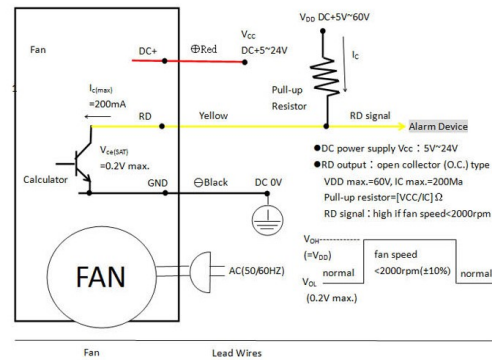 Fan
DC+
⊕Red
VCC
DC+5~24V
VDD DC+5V~60V
IC
Pull-up
Resistor
IC(max)
=200mA
RD
Yellow
RD signal
Alarm Device
Vce(SAT)
=0.2V max.
Calculator
GND
⊖Black
DC 0V
●DC power supply Vcc：5V~24V
●RD output：open collector (O.C.) type
VDD max.=60V, IC max.=200Ma
Pull-up resistor=[VCC/IC] Ω
RD signal：high if fan speed<2000rpm
FAN
AC(50/60HZ)
VOH
(=VDD)
normal
VOL
(0.2V max.)
fan speed
<2000rpm(±10%)
normal
Fan
Lead Wires